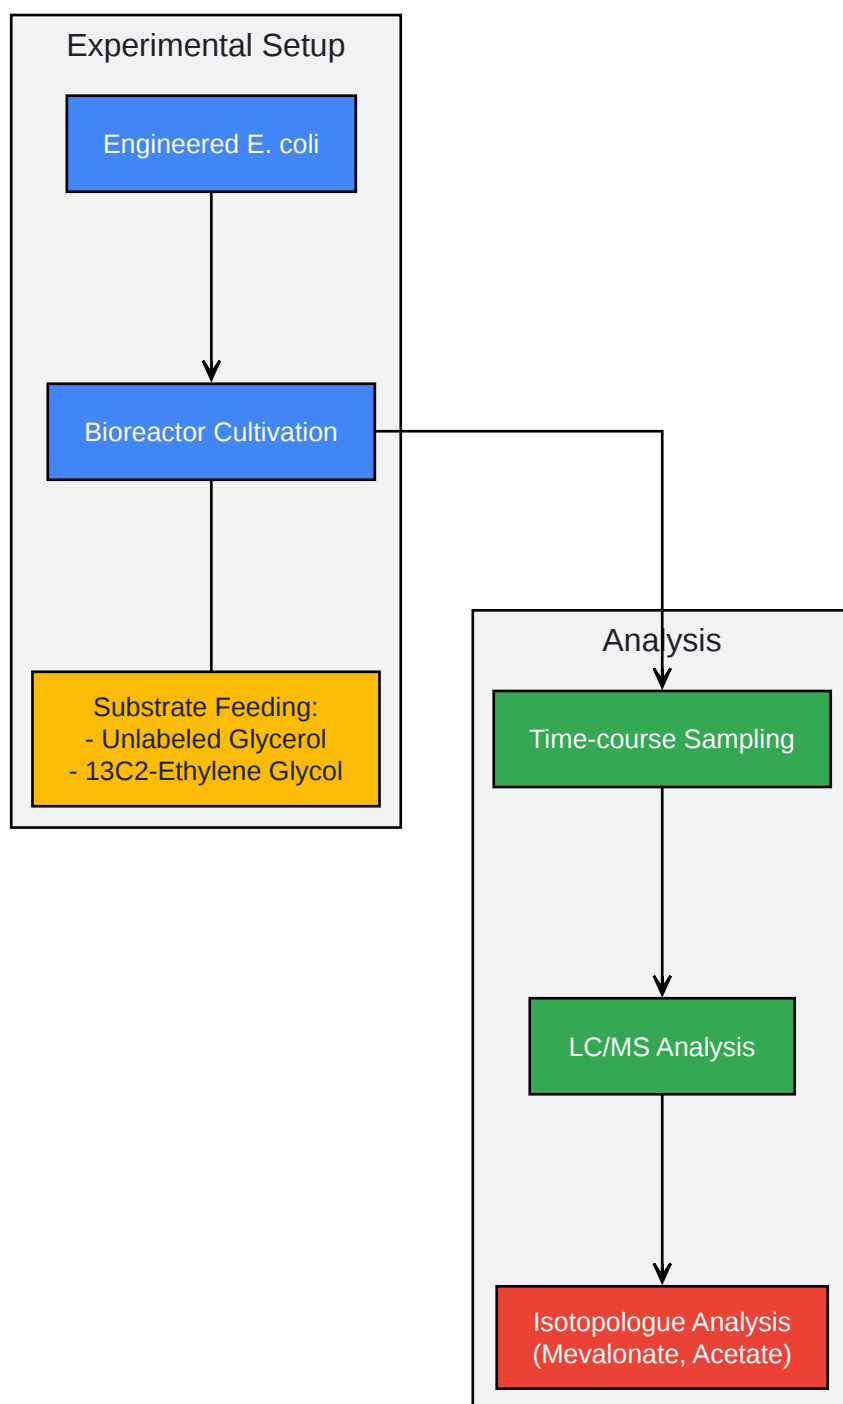 Experimental Setup
Engineered E. coli
Bioreactor Cultivation
Substrate Feeding:
- Unlabeled Glycerol
- 13C2-Ethylene Glycol
Analysis
Time-course Sampling
LC/MS Analysis
Isotopologue Analysis
(Mevalonate, Acetate)